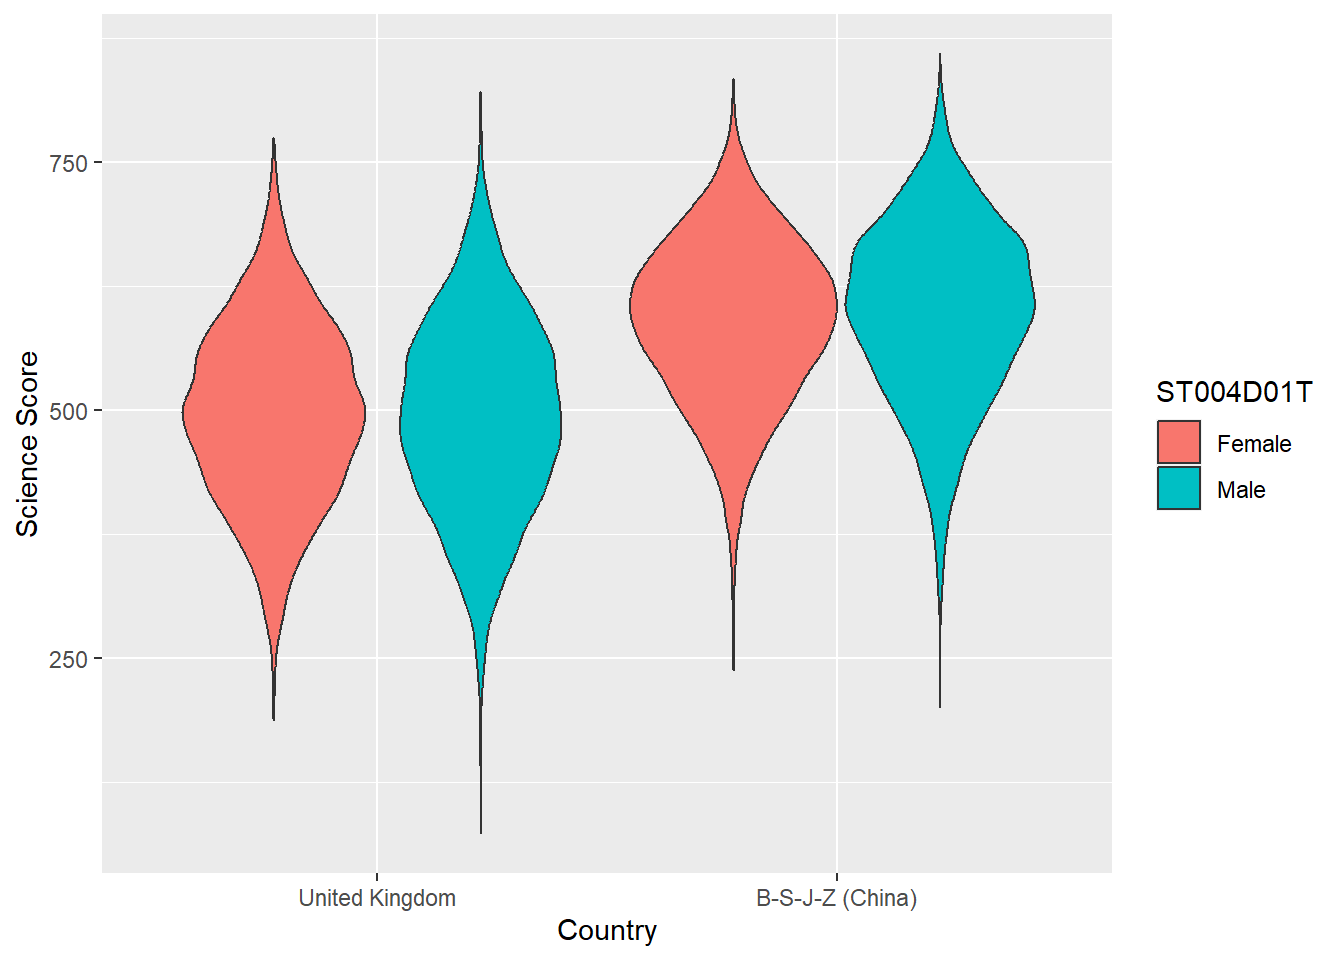 750
500
250
Science Score
United Kingdom
B-S-J-Z (China)
Country
ST004D01T
Female
Male